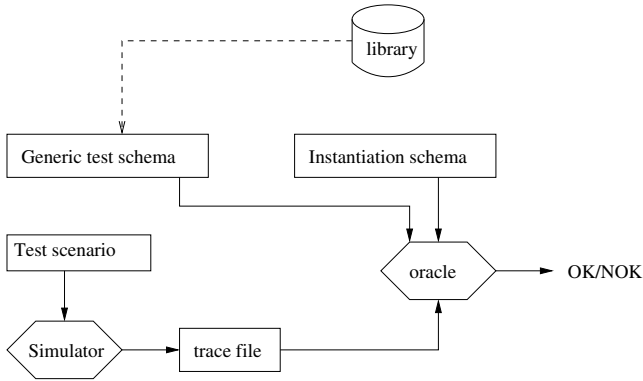 library
Generic test schema
Instantiation schema
Test scenario
oracle
OK/NOK
Simulator
trace file